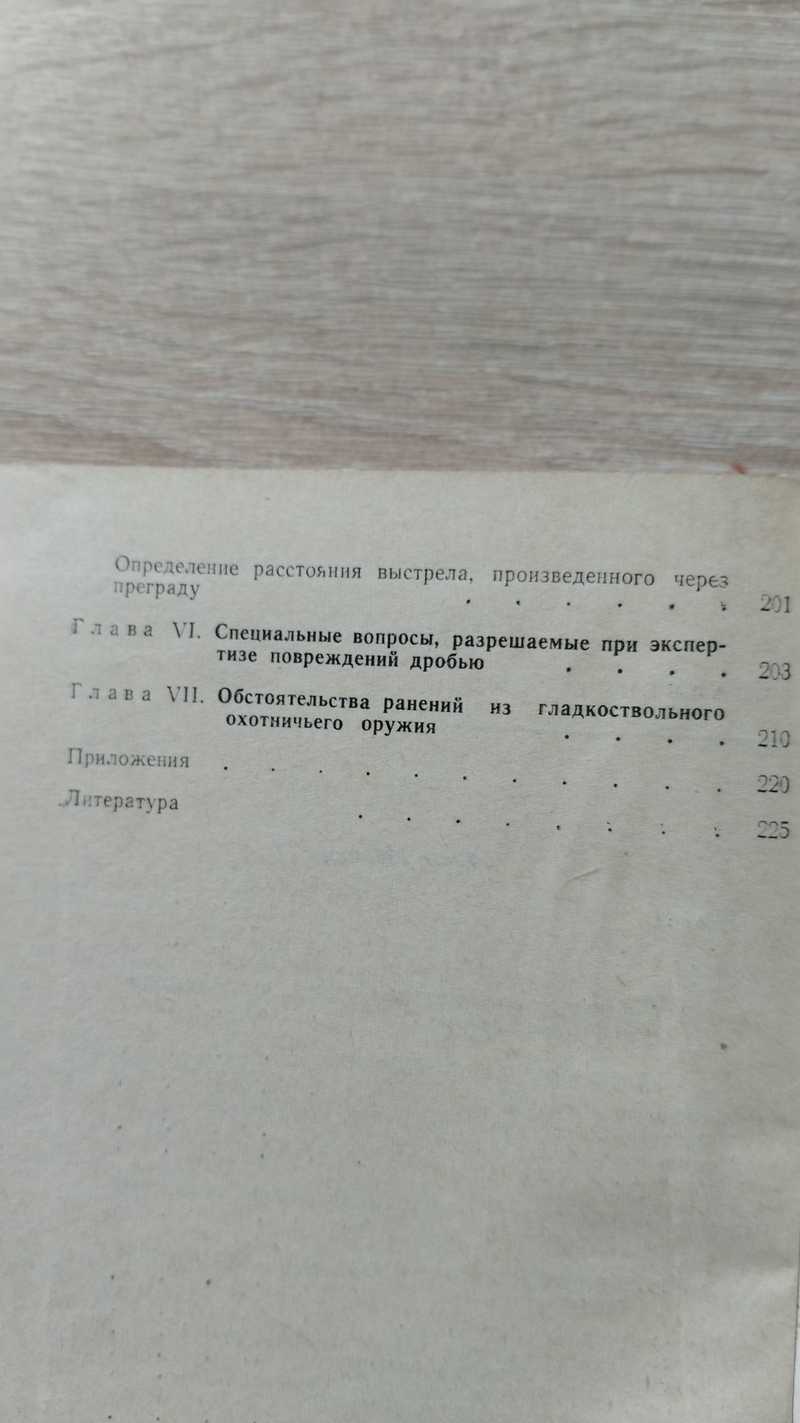 Определение расстояния выстрела, произведенного через
преграду . . . . . . 201
Глава VI. Специальные вопросы, разрешаемые при экспер-
тизе повреждений дробью . . . . 203
Глава VII. Обстоятельства ранений из гладкоствольного
охотничьего оружия . . . . 210
Приложения . . . . . . . . . . . 220
Литература . . . . . . . . 225